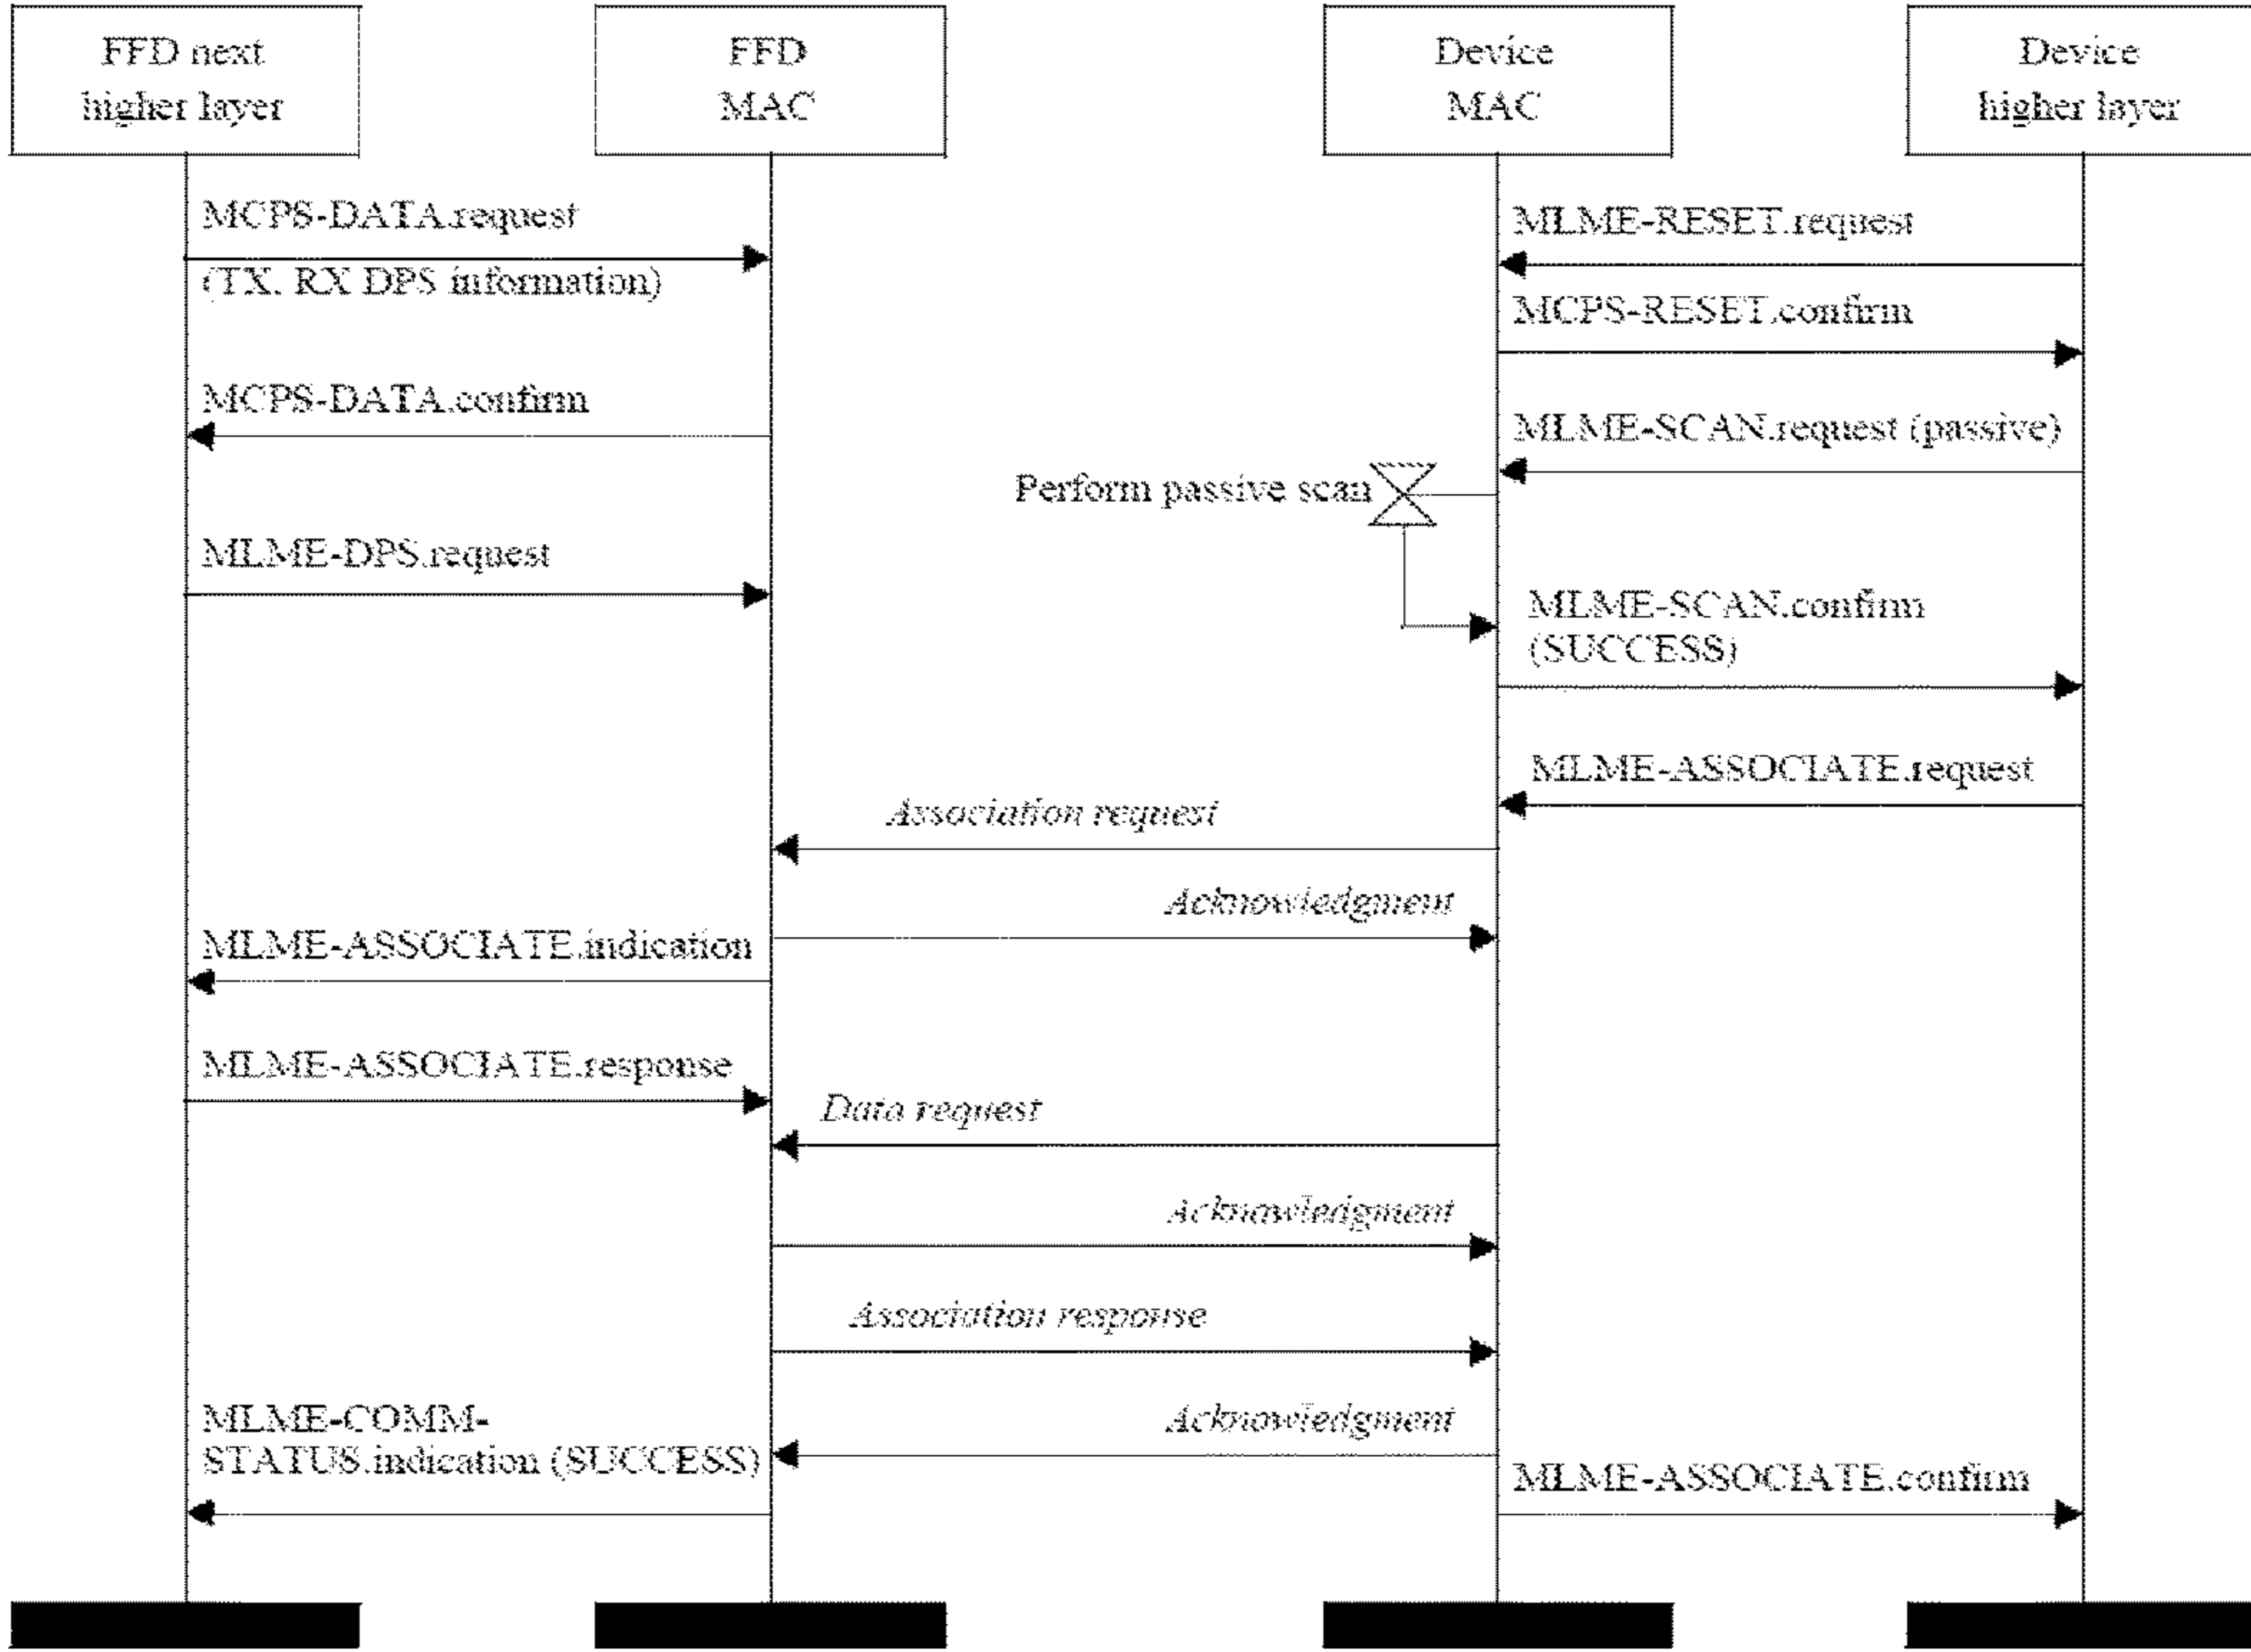 FFD next
higher layer
FFD
MAC
Device
MAC
Device
higher layer
MCPS-DATA.request
(TX, RX DPS information)
MLME-RESET.request
MCPS-RESET.confirm
MCPS-DATA.confirm
MLME-SCAN.request (passive)
Perform passive scan
MLME-DPS.request
MLME-SCAN.confirm
(SUCCESS)
MLME-ASSOCIATE.request
Association request
Acknowledgment
MLME-ASSOCIATE.indication
MLME-ASSOCIATE.response
Data request
Acknowledgment
Association response
MLME-COMM-
STATUS.indication (SUCCESS)
Acknowledgment
MLME-ASSOCIATE.confirm